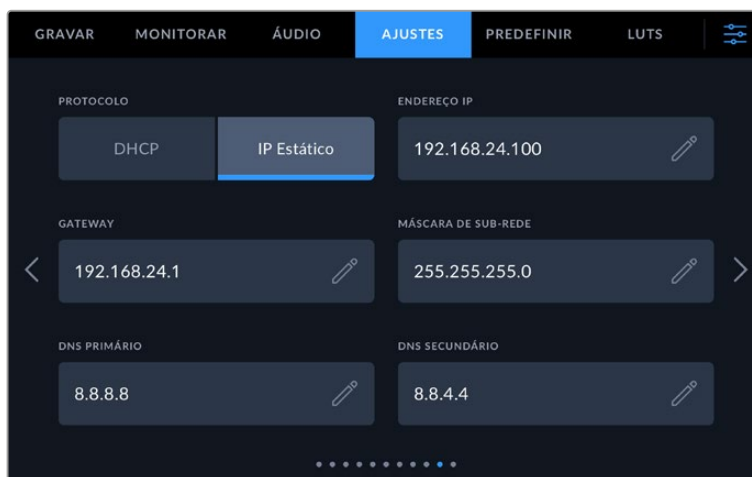 GRAVAR MONITORAR ÁUDIO AJUSTES PREDEFINIR LUTS
PROTOCOLO ENDEREÇO IP
DHCP IP Estático 192.168.24.100
GATEWAY MÁSCARA DE SUB-REDE
192.168.24.1 255.255.255.0
DNS PRIMÁRIO DNS SECUNDÁRIO
8.8.8.8 8.8.4.4